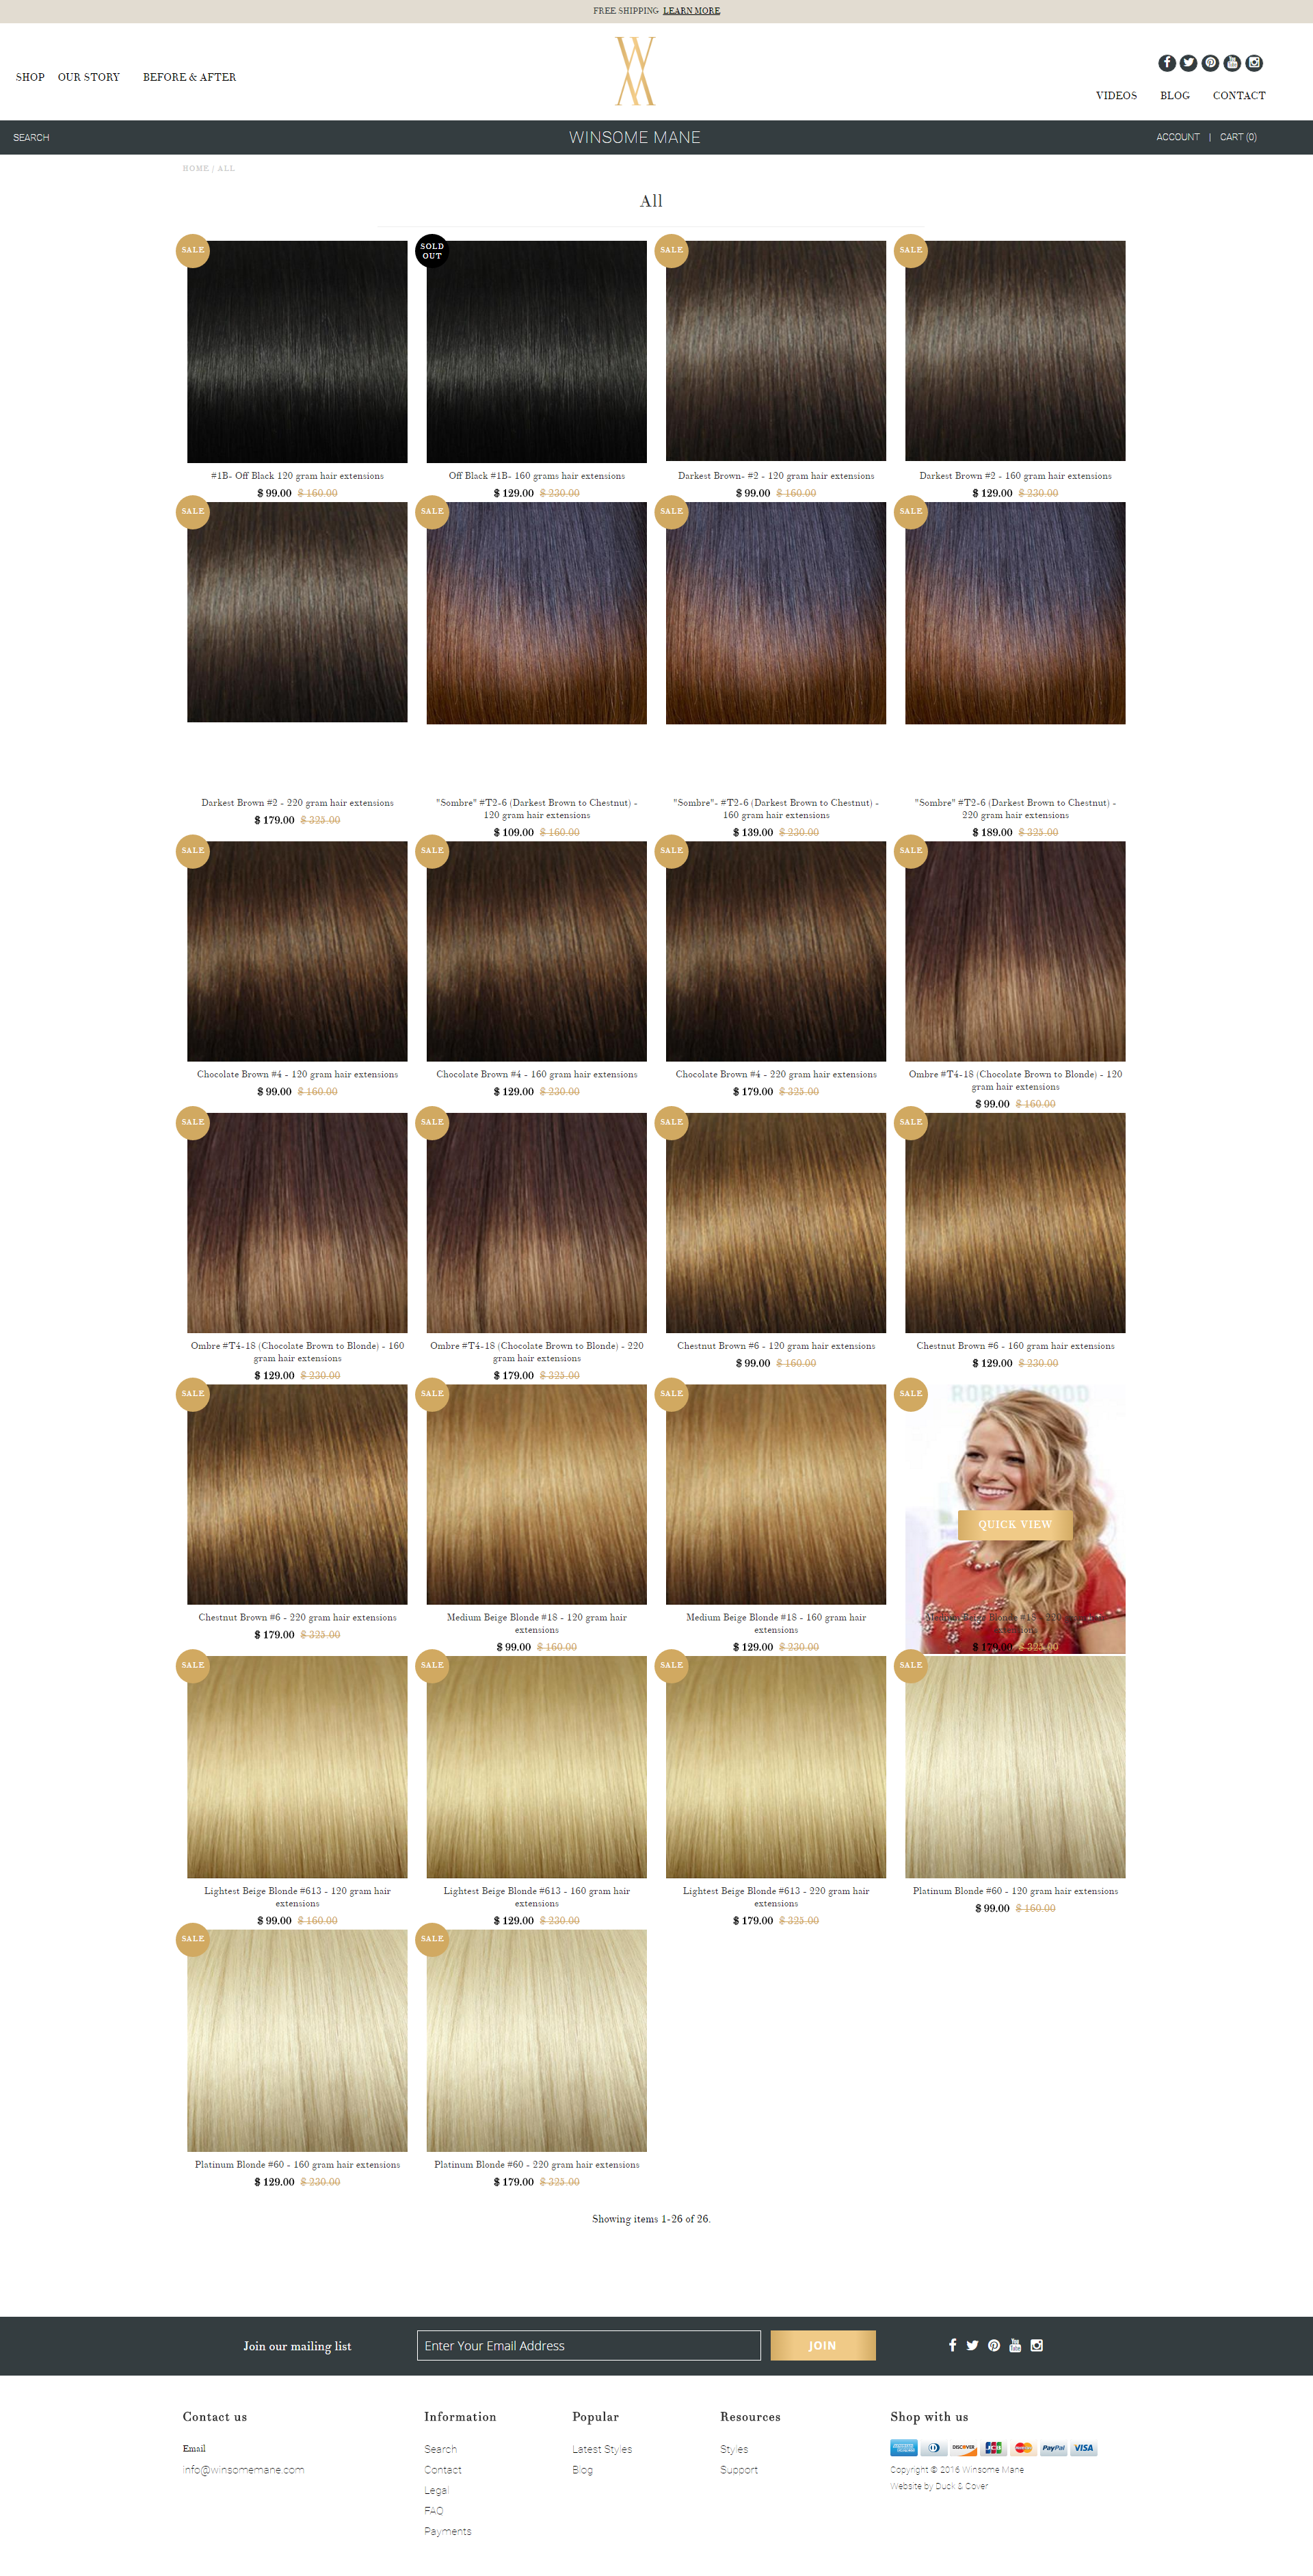 FREE SHIPPING LEARN MORE
SHOP OUR STORY BEFORE & AFTER
VIDEOS BLOG CONTACT
SEARCH
WINSOME MANE
ACCOUNT | CART (0)
HOME / ALL
All
SALE
SOLD
OUT
SALE
SALE
#1B- Off Black 120 gram hair extensions
$ 99.00 $ 160.00
Off Black #1B- 160 grams hair extensions
$ 129.00 $ 230.00
Darkest Brown- #2 - 120 gram hair extensions
$ 99.00 $ 160.00
Darkest Brown #2 - 160 gram hair extensions
$ 129.00 $ 230.00
SALE
SALE
SALE
SALE
Darkest Brown #2 - 220 gram hair extensions
$ 179.00 $ 325.00
"Sombre" #T2-6 (Darkest Brown to Chestnut) -
120 gram hair extensions
$ 109.00 $ 160.00
"Sombre"- #T2-6 (Darkest Brown to Chestnut) -
160 gram hair extensions
$ 139.00 $ 230.00
"Sombre" #T2-6 (Darkest Brown to Chestnut) -
220 gram hair extensions
$ 189.00 $ 325.00
SALE
SALE
SALE
SALE
Chocolate Brown #4 - 120 gram hair extensions
$ 99.00 $ 160.00
Chocolate Brown #4 - 160 gram hair extensions
$ 129.00 $ 230.00
Chocolate Brown #4 - 220 gram hair extensions
$ 179.00 $ 325.00
Ombre #T4-18 (Chocolate Brown to Blonde) - 120
gram hair extensions
$ 99.00 $ 160.00
SALE
SALE
SALE
SALE
Ombre #T4-18 (Chocolate Brown to Blonde) - 160
gram hair extensions
$ 129.00 $ 230.00
Ombre #T4-18 (Chocolate Brown to Blonde) - 220
gram hair extensions
$ 179.00 $ 325.00
Chestnut Brown #6 - 120 gram hair extensions
$ 99.00 $ 160.00
Chestnut Brown #6 - 160 gram hair extensions
$ 129.00 $ 230.00
SALE
SALE
SALE
SALE
QUICK VIEW
Chestnut Brown #6 - 220 gram hair extensions
$ 179.00 $ 325.00
Medium Beige Blonde #18 - 120 gram hair
extensions
$ 99.00 $ 160.00
Medium Beige Blonde #18 - 160 gram hair
extensions
$ 129.00 $ 230.00
Medium Beige Blonde #18 - 220 gram hair
extensions
$ 179.00 $ 325.00
SALE
SALE
SALE
SALE
Lightest Beige Blonde #613 - 120 gram hair
extensions
$ 99.00 $ 160.00
Lightest Beige Blonde #613 - 160 gram hair
extensions
$ 129.00 $ 230.00
Lightest Beige Blonde #613 - 220 gram hair
extensions
$ 179.00 $ 325.00
Platinum Blonde #60 - 120 gram hair extensions
$ 99.00 $ 160.00
SALE
SALE
Platinum Blonde #60 - 160 gram hair extensions
$ 129.00 $ 230.00
Platinum Blonde #60 - 220 gram hair extensions
$ 179.00 $ 325.00
Showing items 1-26 of 26.
Join our mailing list
Enter Your Email Address
JOIN
Contact us
Email
info@winsomemane.com
Information
Search
Contact
Legal
FAQ
Payments
Popular
Latest Styles
Blog
Resources
Styles
Support
Shop with us
DISCOVER JCB PayPal VISA
Copyright © 2016 Winsome Mane
Website by Duck & Cover